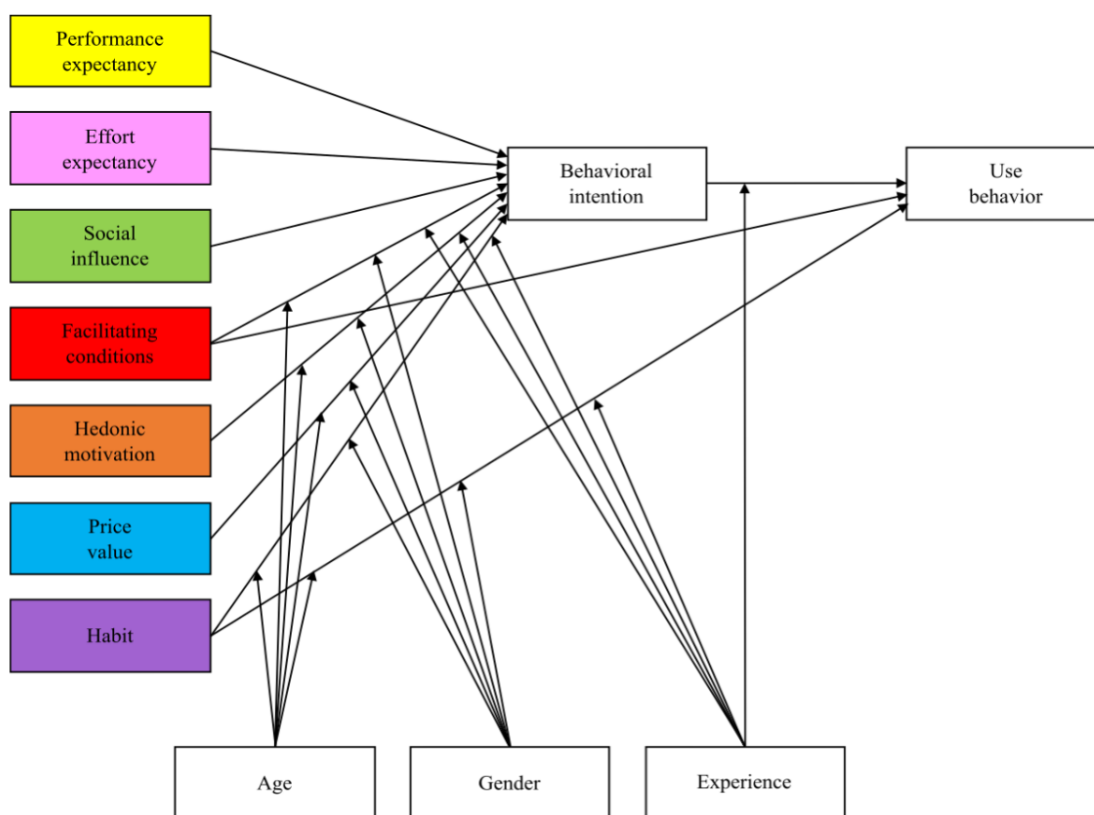 Performance
expectancy
Effort
expectancy
Behavioral
intention
Use
behavior
Social
influence
Facilitating
conditions
Hedonic
motivation
Price
value
Habit
Age
Gender
Experience